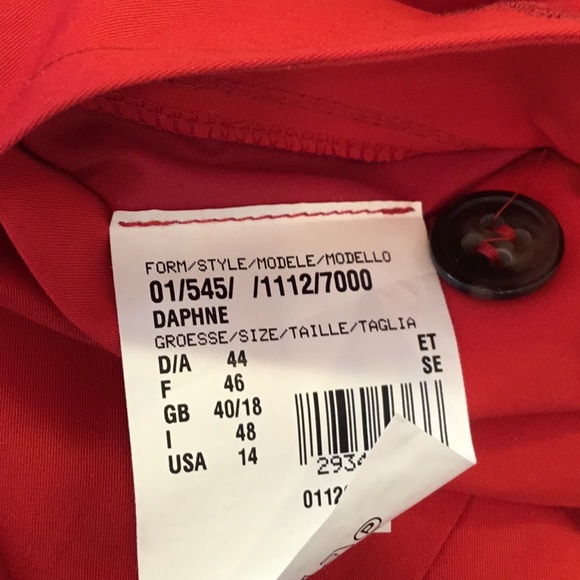 FORM/STYLE/MODELE/MODELLO
01/545/ /1112/7000
DAPHNE
GROESSE/SIZE/TAILLE/TAGLIA
D/A 44 ET
F 46 SE
GB 40/18
I 48
USA 14